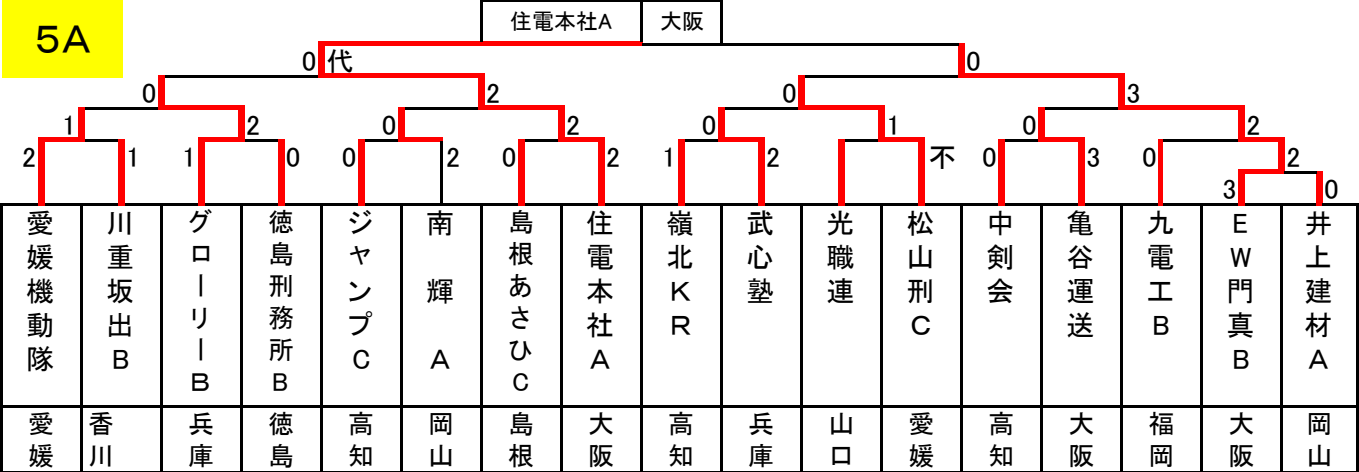 5A
住電本社A 大阪
0 代 0
0 2 0 3
1 2 0 2 0 1 0 2
2 1 1 0 0 2 0 2 1 2 不 0 3 0 2
3 0
愛媛機動隊
川重坂出B
グローリーB
徳島刑務所B
ジャンプC
南輝A
島根あさひC
住電本社A
嶺北KR
武心塾
光職連
松山刑C
中剣会
亀谷運送
九電工B
EW門真B
井上建材A
愛媛
香川
兵庫
徳島
高知
岡山
島根
大阪
高知
兵庫
山口
愛媛
高知
大阪
福岡
大阪
岡山